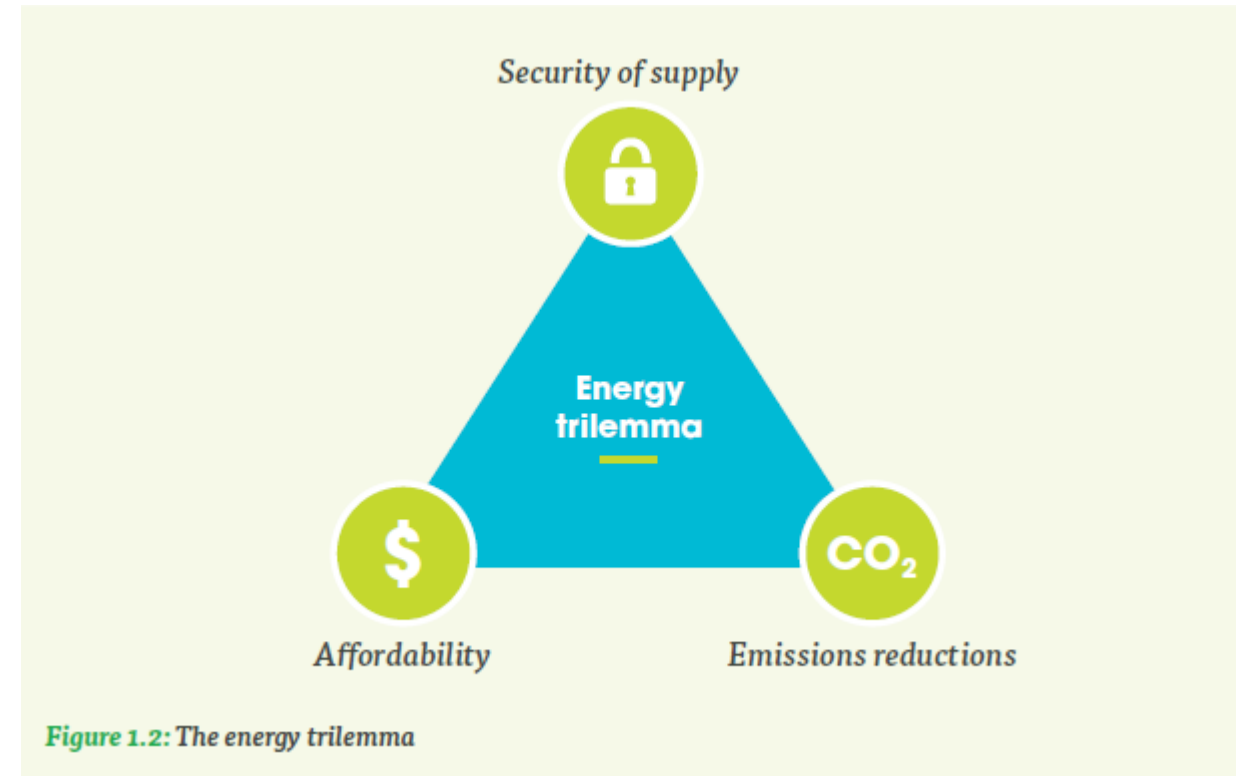 Security of supply
Energy
trilemma
$
CO₂
Affordability
Emissions reductions
Figure 1.2: The energy trilemma